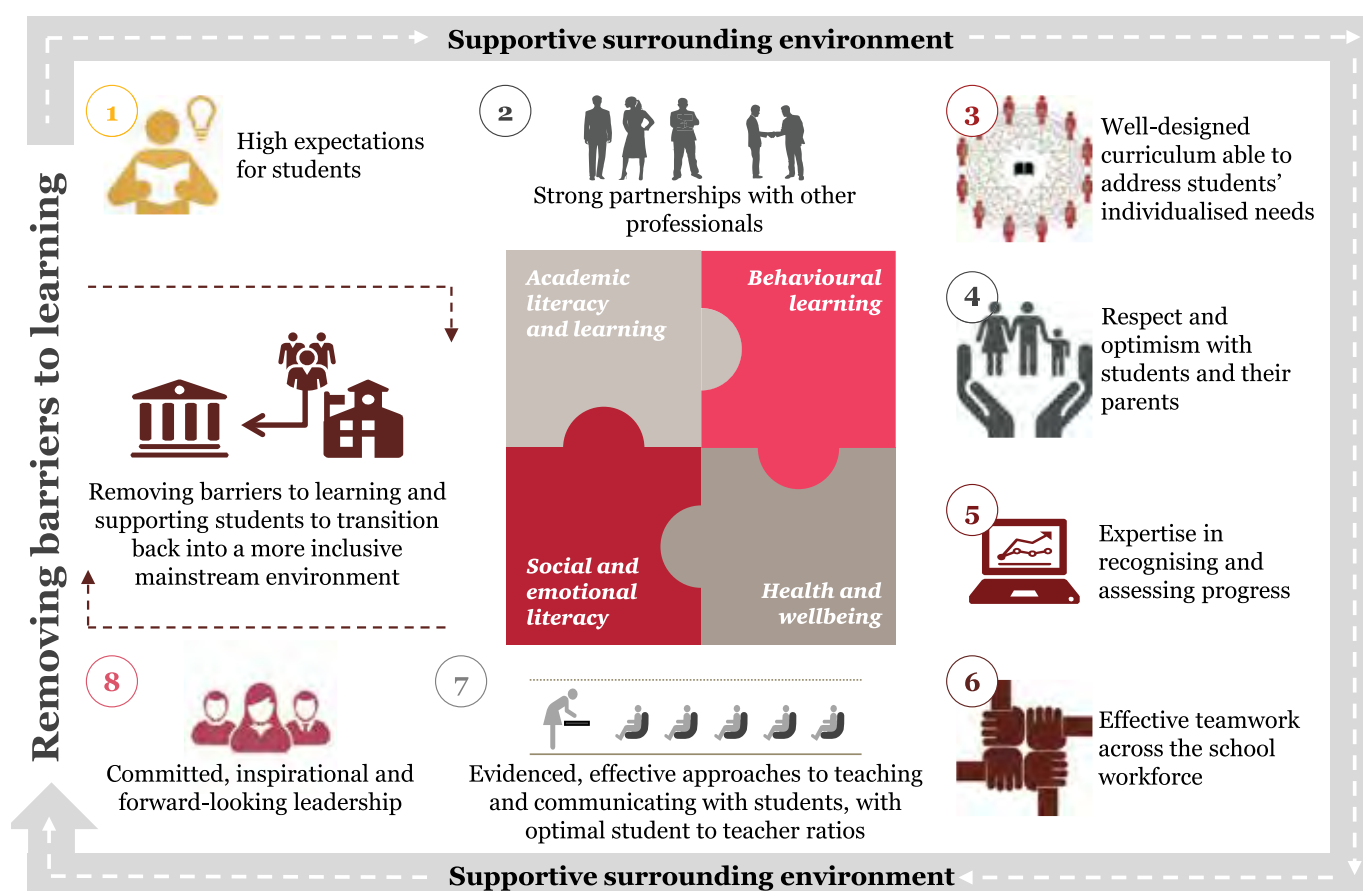 Supportive surrounding environment
Removing barriers to learning
1
High expectations
for students
2
Strong partnerships with other
professionals
3
Well-designed
curriculum able to
address students’
individualised needs
Academic
literacy
and learning
Behavioural
learning
Social and
emotional
literacy
Health and
wellbeing
4
Respect and
optimism with
students and their
parents
Removing barriers to learning and
supporting students to transition
back into a more inclusive
mainstream environment
5
Expertise in
recognising and
assessing progress
6
Effective teamwork
across the school
workforce
7
Evidenced, effective approaches to teaching
and communicating with students, with
optimal student to teacher ratios
8
Committed, inspirational and
forward-looking leadership
Supportive surrounding environment